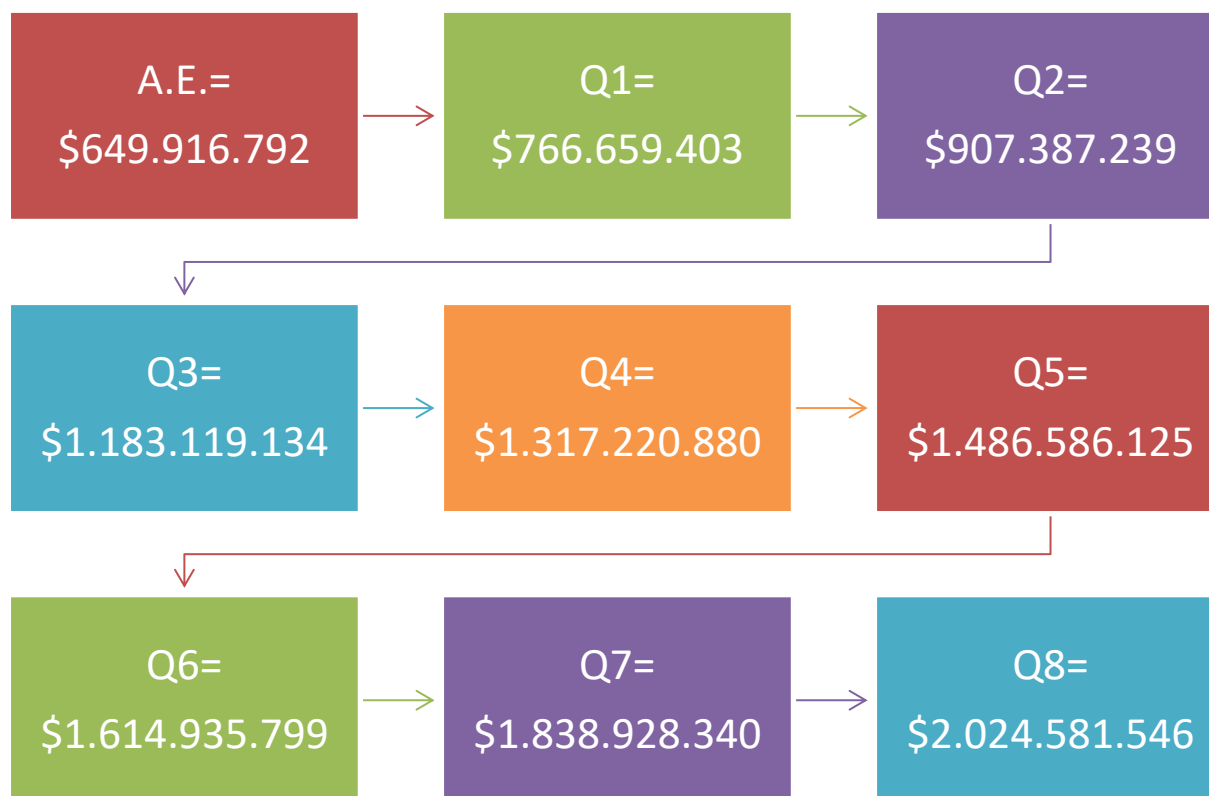 A.E.=
$649.916.792
Q1=
$766.659.403
Q2=
$907.387.239
Q3=
$1.183.119.134
Q4=
$1.317.220.880
Q5=
$1.486.586.125
Q6=
$1.614.935.799
Q7=
$1.838.928.340
Q8=
$2.024.581.546